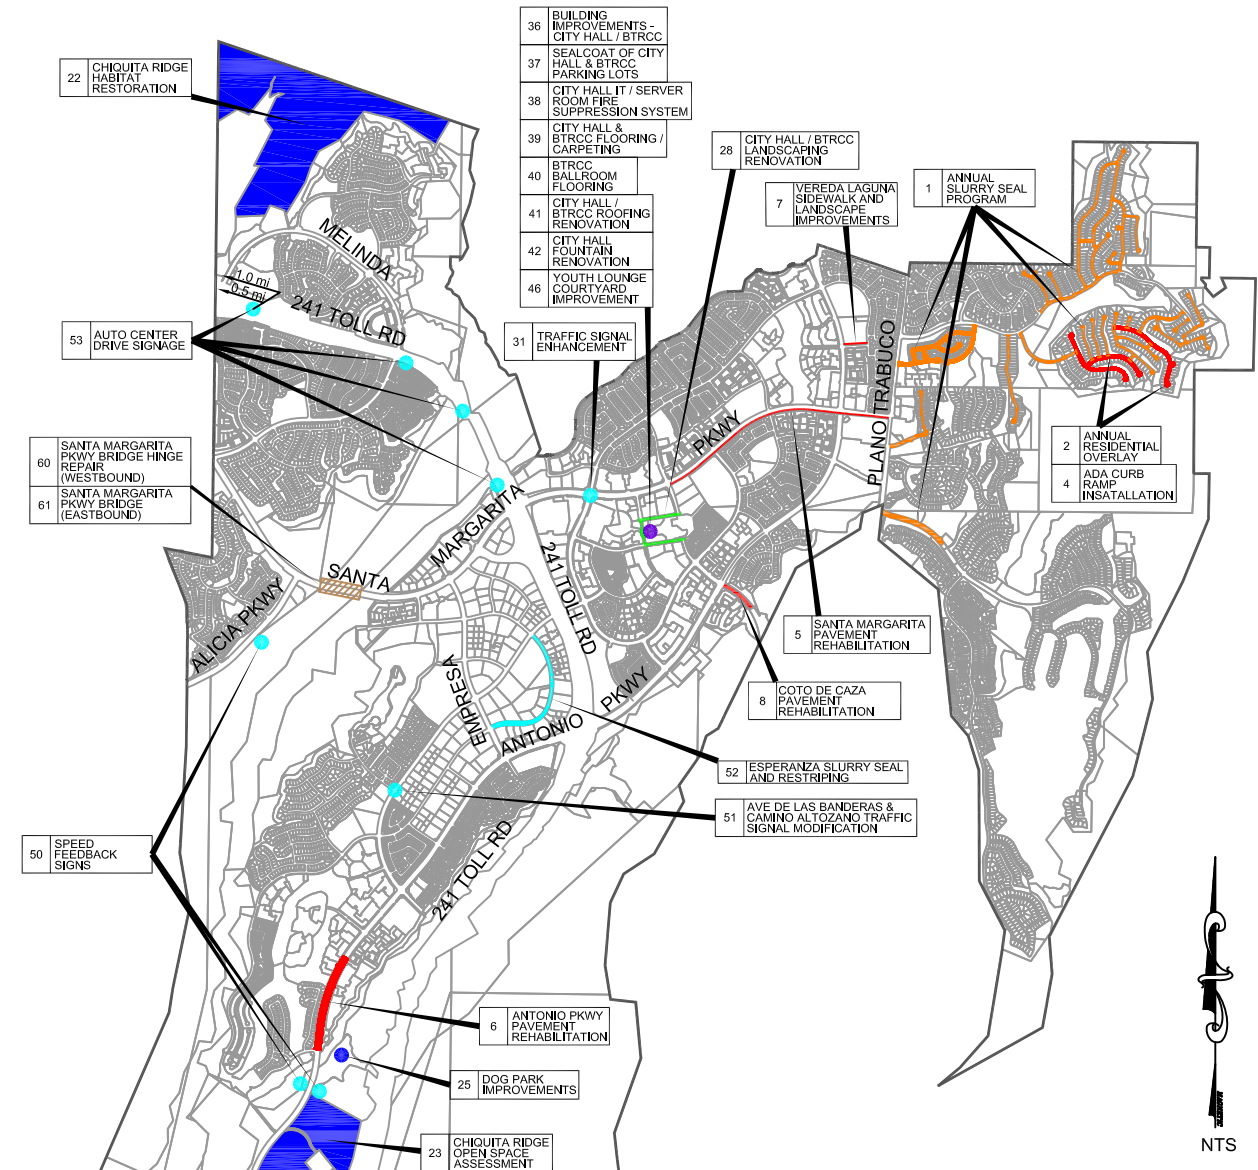 36
BUILDING
IMPROVEMENTS -
CITY HALL / BTRCC
37
SEALCOAT OF CITY
HALL & BTRCC
PARKING LOTS
38
CITY HALL IT / SERVER
ROOM FIRE
SUPPRESSION SYSTEM
39
CITY HALL &
BTRCC FLOORING /
CARPETING
40
BTRCC
BALLROOM
FLOORING
41
CITY HALL /
BTRCC ROOFING
RENOVATION
42
CITY HALL
FOUNTAIN
RENOVATION
46
YOUTH LOUNGE
COURTYARD
IMPROVEMENT
22
CHIQUITA RIDGE
HABITAT
RESTORATION
28
CITY HALL / BTRCC
LANDSCAPING
RENOVATION
7
VEREDA LAGUNA
SIDEWALK AND
LANDSCAPE
IMPROVEMENTS
1
ANNUAL
SLURRY SEAL
PROGRAM
MELINDA
1.0 mi
0.5 mi
241 TOLL RD
53
AUTO CENTER
DRIVE SIGNAGE
31
TRAFFIC SIGNAL
ENHANCEMENT
PLANO TRABUCO
PKWY
2
ANNUAL
RESIDENTIAL
OVERLAY
4
ADA CURB
RAMP
INSATALLATION
60
SANTA MARGARITA
PKWY BRIDGE HINGE
REPAIR
(WESTBOUND)
61
SANTA MARGARITA
PKWY BRIDGE
(EASTBOUND)
MARGARITA
SANTA
ALICIA PKWY
241 TOLL RD
5
SANTA MARGARITA
PAVEMENT
REHABILITATION
8
COTO DE CAZA
PAVEMENT
REHABILITATION
EMPRESA
ANTONIO
PKWY
52
ESPERANZA SLURRY SEAL
AND RESTRIPING
51
AVE DE LAS BANDERAS &
CAMINO ALTOZANO TRAFFIC
SIGNAL MODIFICATION
50
SPEED
FEEDBACK
SIGNS
241 TOLL RD
6
ANTONIO PKWY
PAVEMENT
REHABILITATION
25
DOG PARK
IMPROVEMENTS
23
CHIQUITA RIDGE
OPEN SPACE
ASSESSMENT
NTS